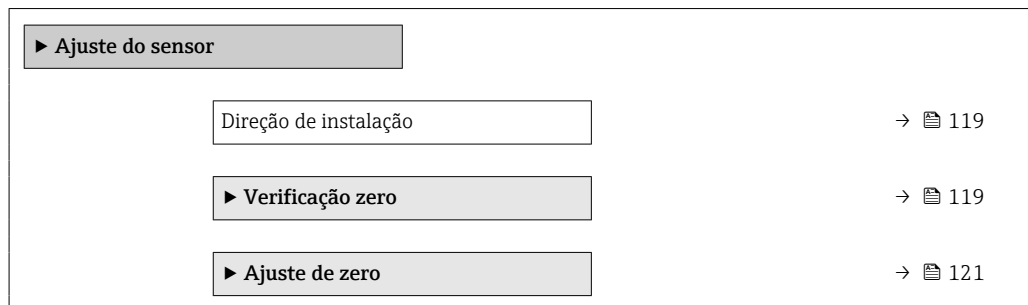 ▶ Ajuste do sensor
Direção de instalação → 119
▶ Verificação zero → 119
▶ Ajuste de zero → 121